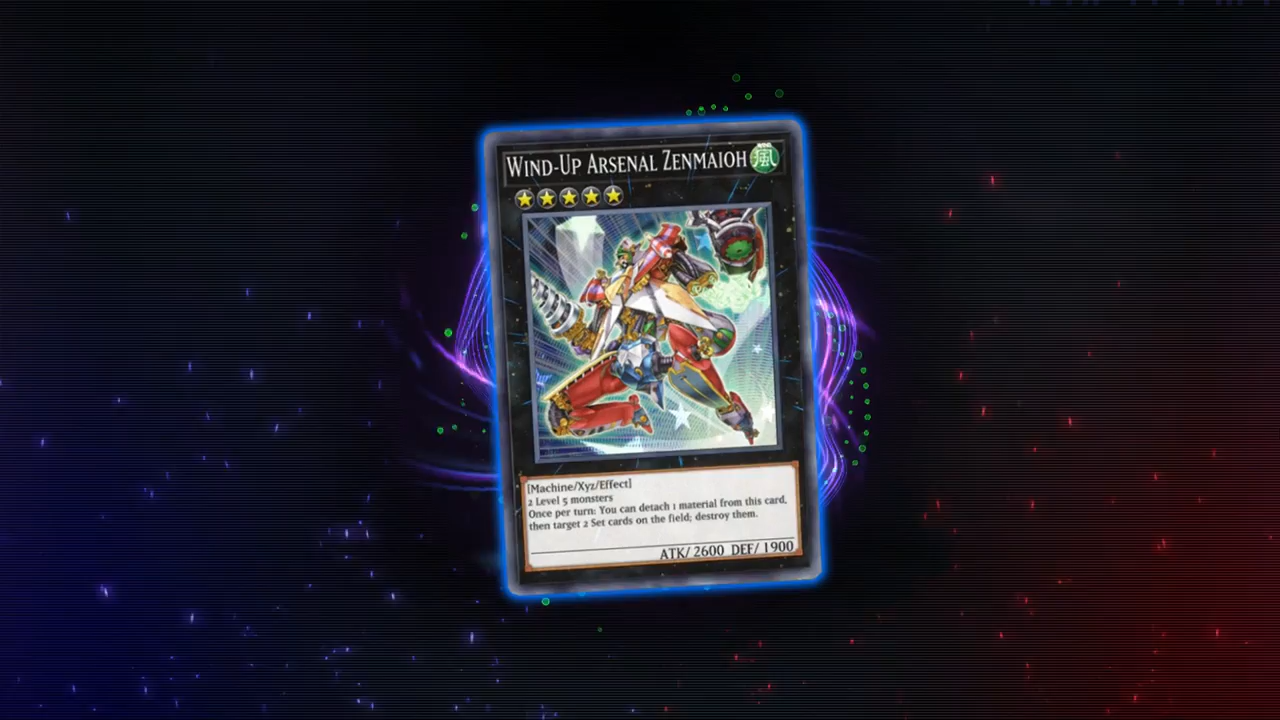 WIND-UP ARSENAL ZENMAIOH 風
[Machine/Xyz/Effect]
2 Level 5 monsters
Once per turn: You can detach 1 material from this card,
then target 2 Set cards on the field; destroy them.
ATK/2600 DEF/1900